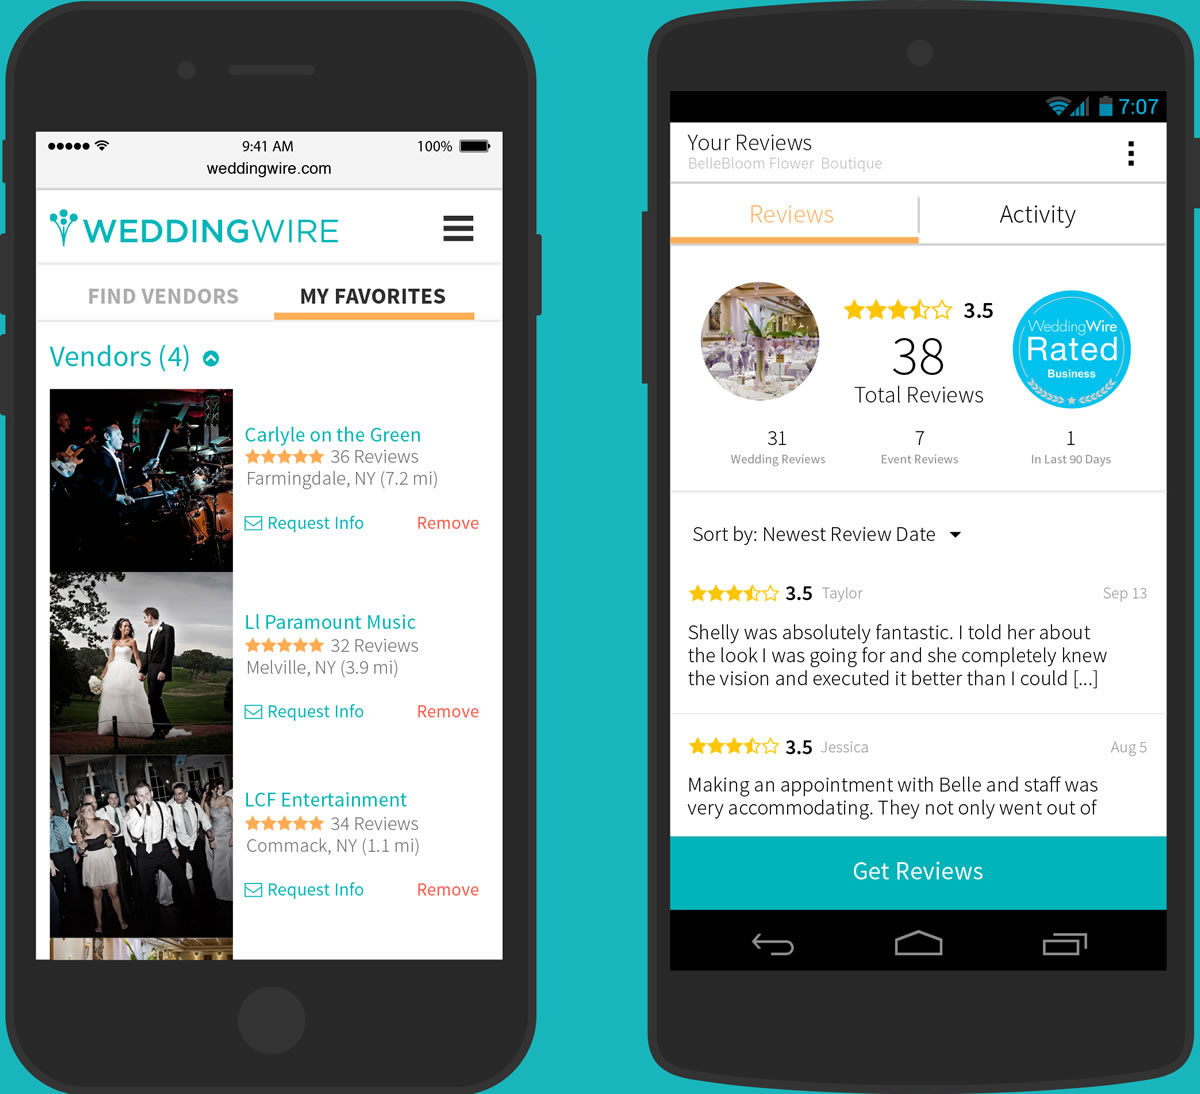 9:41 AM
100%
weddingwire.com
WEDDINGWIRE
FIND VENDORS
MY FAVORITES
Vendors (4)
Carlyle on the Green
36 Reviews
Farmingdale, NY (7.2 mi)
Request Info
Remove
Ll Paramount Music
32 Reviews
Melville, NY (3.9 mi)
Request Info
Remove
LCF Entertainment
34 Reviews
Commack, NY (1.1 mi)
Request Info
Remove
7:07
Your Reviews
BelleBloom Flower Boutique
Reviews
Activity
3.5
38
Total Reviews
WeddingWire
Rated
Business
31
Wedding Reviews
7
Event Reviews
1
In Last 90 Days
Sort by: Newest Review Date
3.5 Taylor
Sep 13
Shelly was absolutely fantastic. I told her about
the look I was going for and she completely knew
the vision and executed it better than I could [...]
3.5 Jessica
Aug 5
Making an appointment with Belle and staff was
very accommodating. They not only went out of
Get Reviews